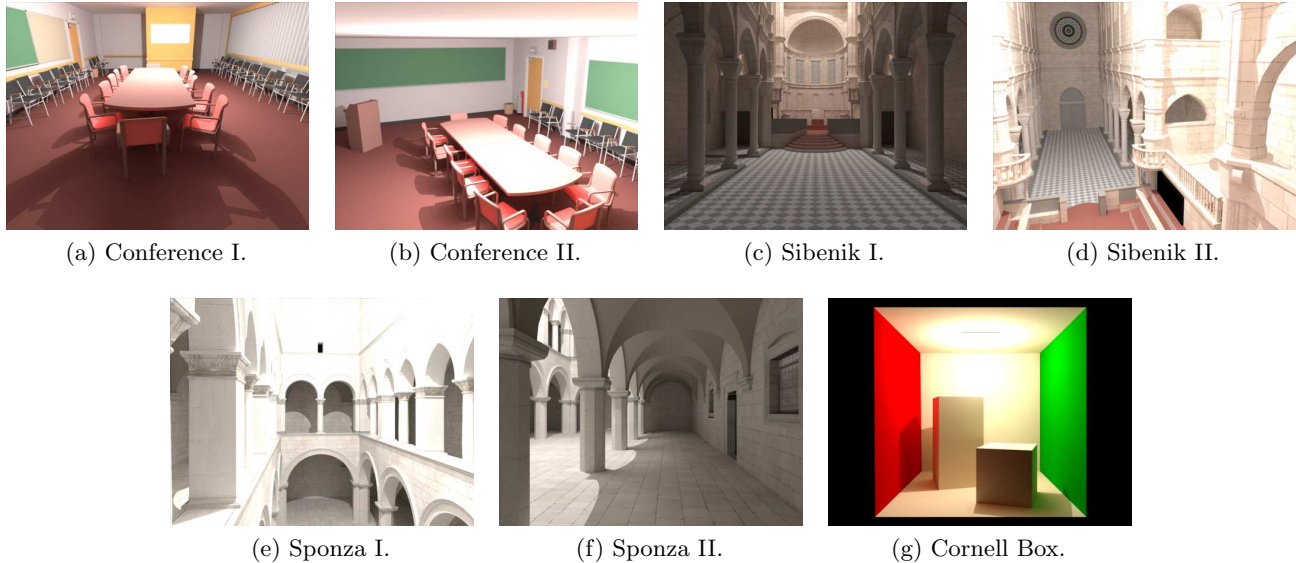 (a) Conference I.
(b) Conference II.
(c) Sibenik I.
(d) Sibenik II.
(e) Sponza I.
(f) Sponza II.
(g) Cornell Box.